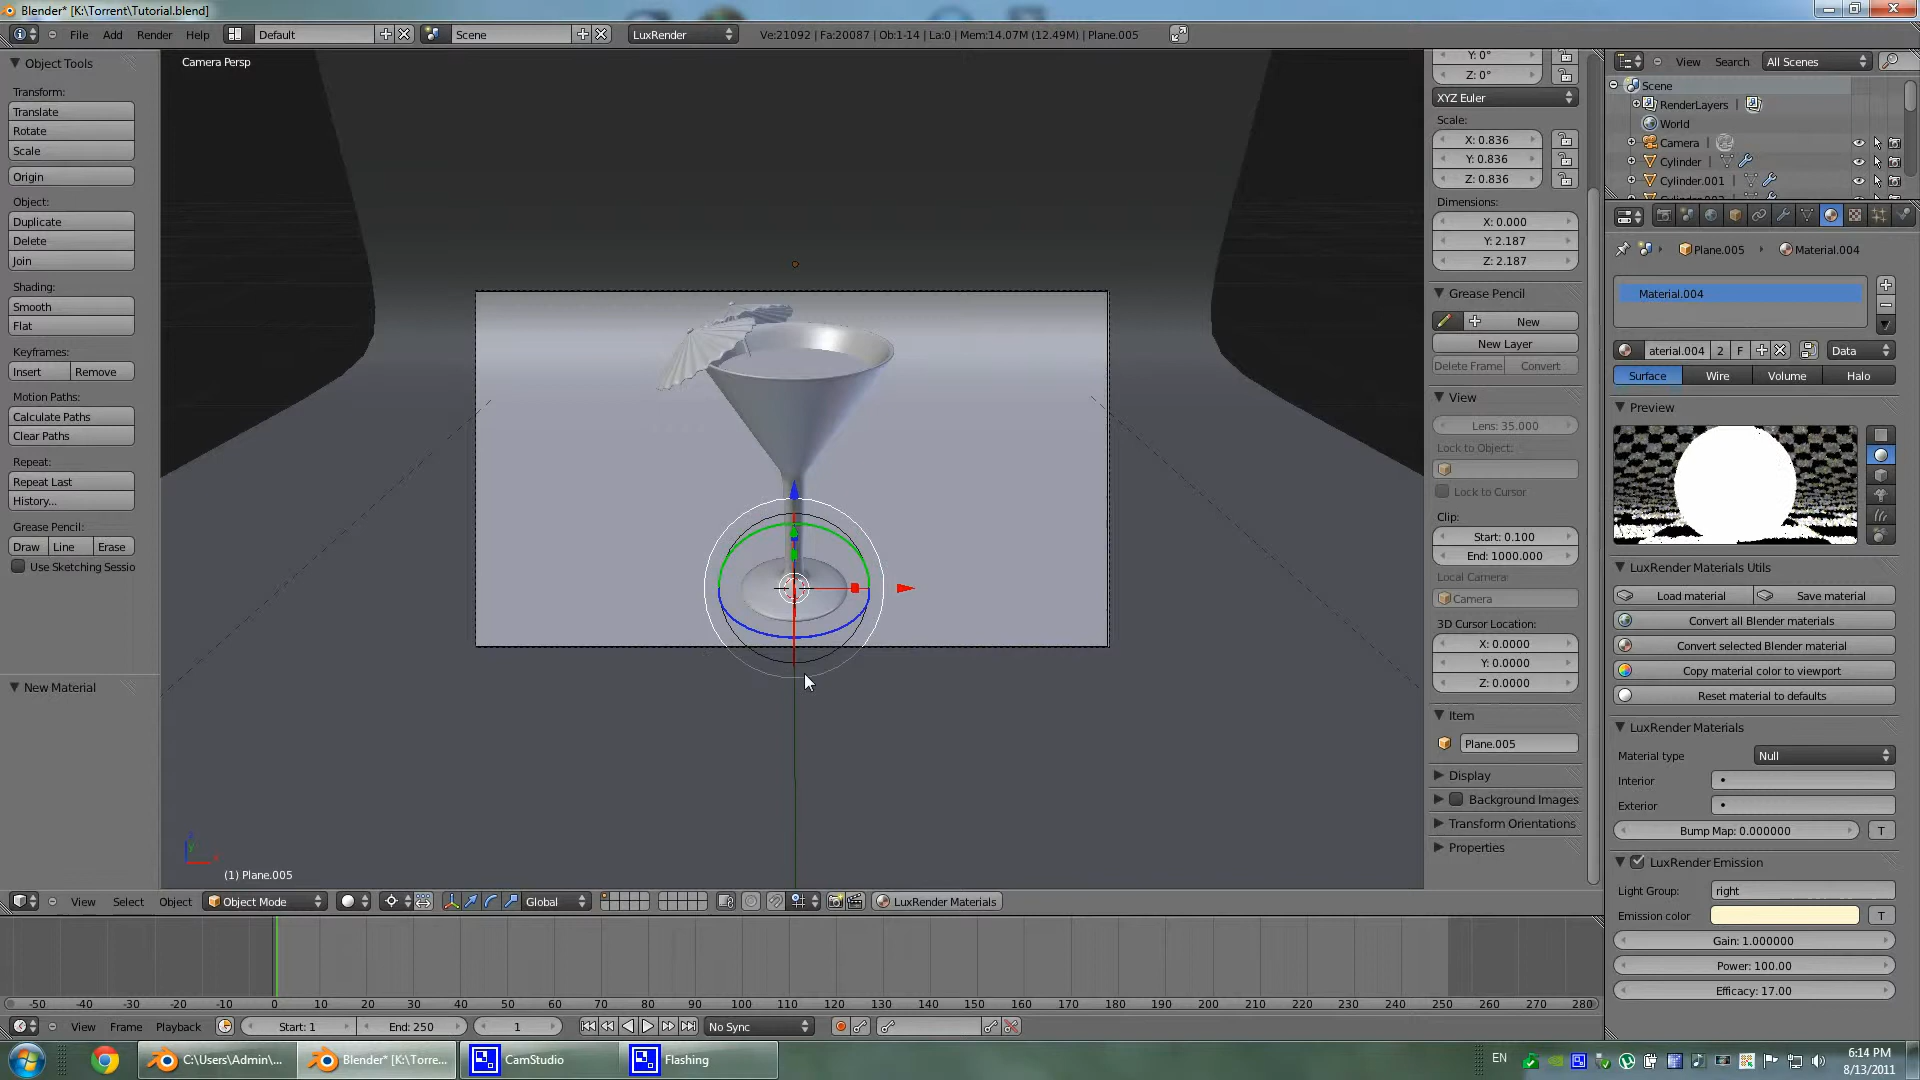 Blender* [K:\Torrent\Tutorial.blend]
File Add Render Help Default Scene LuxRender Ve:21092 | Fa:20087 | Ob:1-14 | La:0 | Mem:14.07M (12.49M) | Plane.005
Object Tools
Transform:
Translate
Rotate
Scale
Origin
Object:
Duplicate
Delete
Join
Shading:
Smooth
Flat
Keyframes:
Insert Remove
Motion Paths:
Calculate Paths
Clear Paths
Repeat:
Repeat Last
History...
Grease Pencil:
Draw Line Erase
Use Sketching Sessio
New Material
Camera Persp
(1) Plane.005
Y: 0°
Z: 0°
XYZ Euler
Scale:
X: 0.836
Y: 0.836
Z: 0.836
Dimensions:
X: 0.000
Y: 2.187
Z: 2.187
Grease Pencil
New
New Layer
Delete Frame Convert
View
Lens: 35.000
Lock to Object:
Lock to Cursor
Clip:
Start: 0.100
End: 1000.000
Local Camera:
Camera
3D Cursor Location:
X: 0.0000
Y: 0.0000
Z: 0.0000
Item
Plane.005
Display
Background Images
Transform Orientations
Properties
View Search All Scenes
Scene
RenderLayers
World
Camera
Cylinder
Cylinder.001
Plane.005 Material.004
Material.004
aterial.004 2 F Data
Surface Wire Volume Halo
Preview
LuxRender Materials Utils
Load material Save material
Convert all Blender materials
Convert selected Blender material
Copy material color to viewport
Reset material to defaults
LuxRender Materials
Material type Null
Interior
Exterior
Bump Map: 0.000000 T
LuxRender Emission
Light Group: right
Emission color T
Gain: 1.000000
Power: 100.00
Efficacy: 17.00
View Select Object Object Mode Global LuxRender Materials
-50 -40 -30 -20 -10 0 10 20 30 40 50 60 70 80 90 100 110 120 130 140 150 160 170 180 190 200 210 220 230 240 250 260 270 280
View Frame Playback Start: 1 End: 250 1 No Sync
C:\Users\Admin\... Blender* [K:\Torre... CamStudio Flashing EN 6:14 PM
8/13/2011